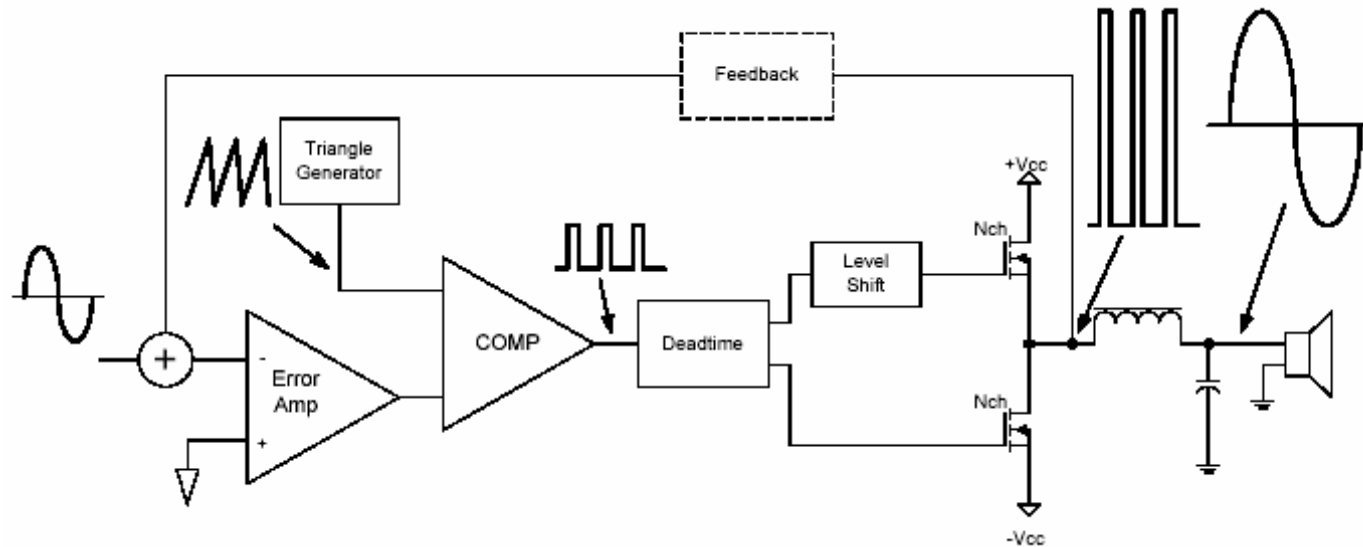 Feedback
Triangle
Generator
+Vcc
Nch
Level
Shift
COMP
Deadtime
+
-
Error
Amp
+
Nch
-Vcc